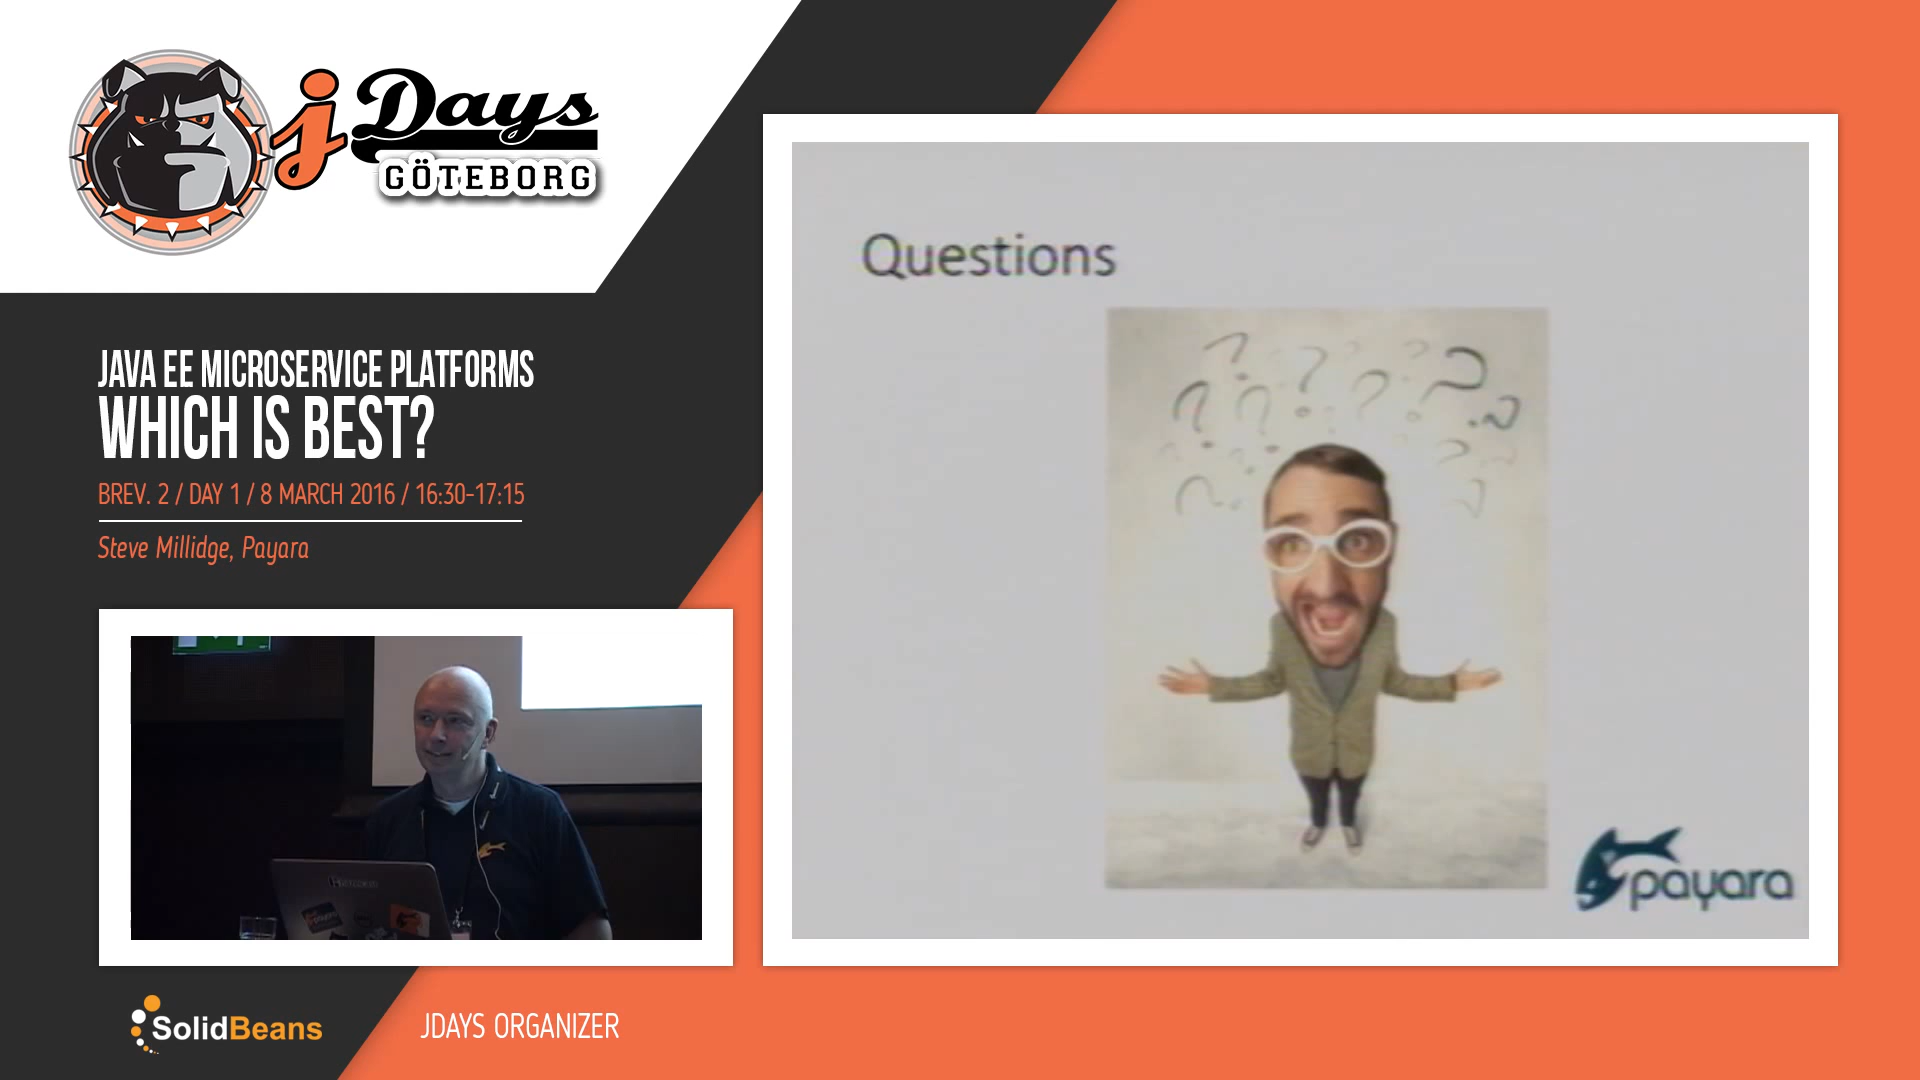 jDays
GÖTEBORG
JAVA EE MICROSERVICE PLATFORMS
WHICH IS BEST?
BREV. 2 / DAY 1 / 8 MARCH 2016 / 16:30-17:15
Steve Millidge, Payara
Questions
payara
SolidBeans
JDAYS ORGANIZER